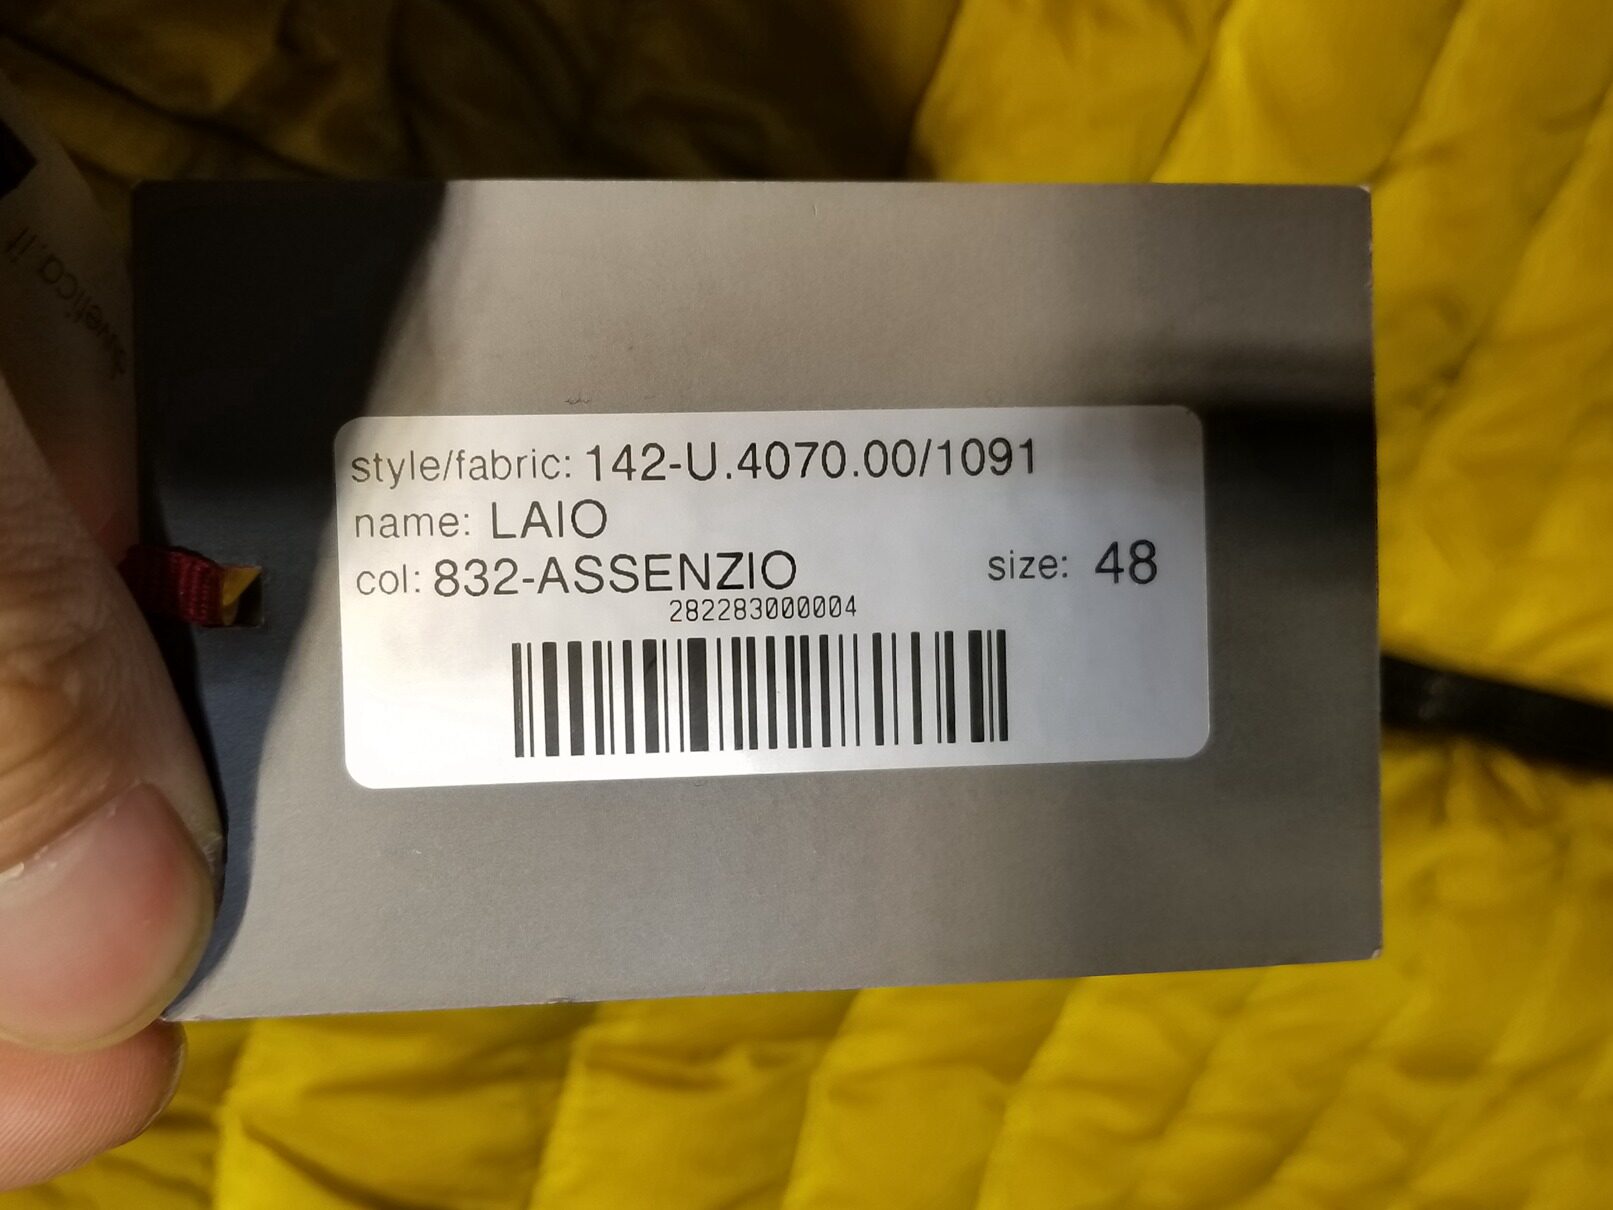 style/fabric: 142-U.4070.00/1091
name: LAIO
col: 832-ASSENZIO size: 48
282283000004